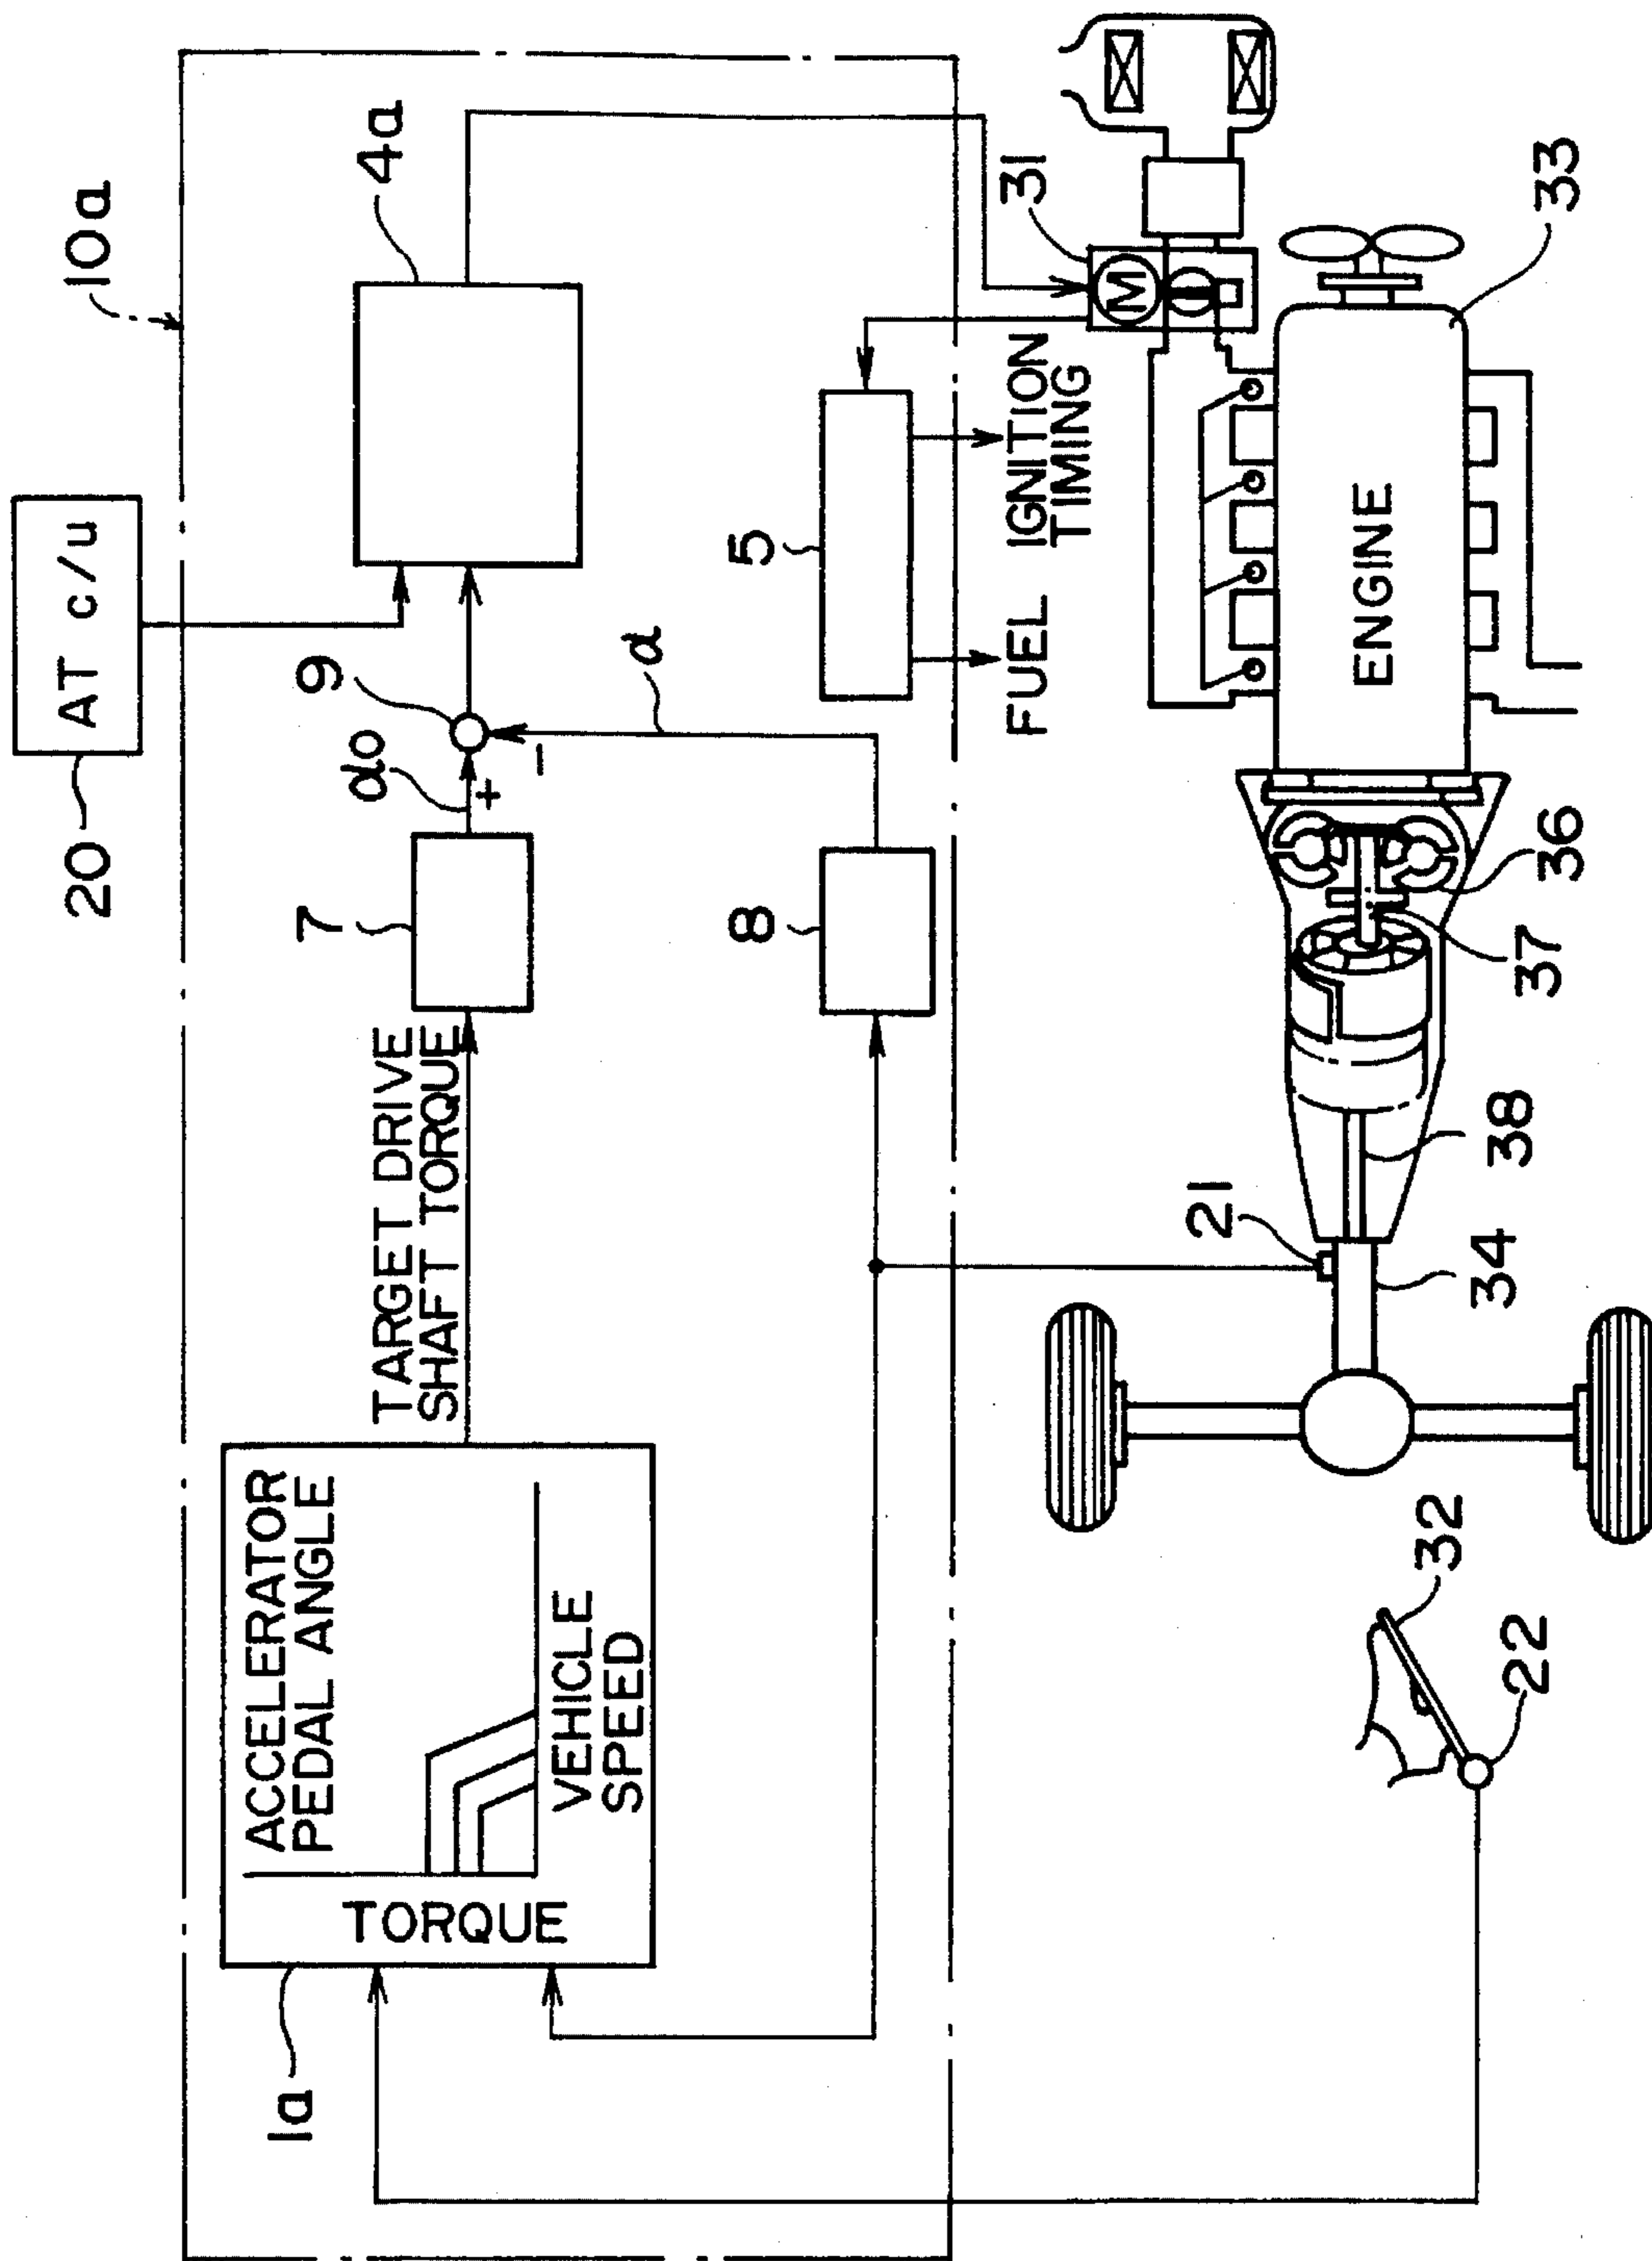 10a
AT c/u
20
4a
9
αo
+
−
α
7
TARGET DRIVE
SHAFT TORQUE
8
5
FUEL
IGNITION
TIMING
1a
ACCELERATOR
PEDAL ANGLE
TORQUE
VEHICLE
SPEED
31
M
ENGINE
33
36
37
38
21
34
32
22